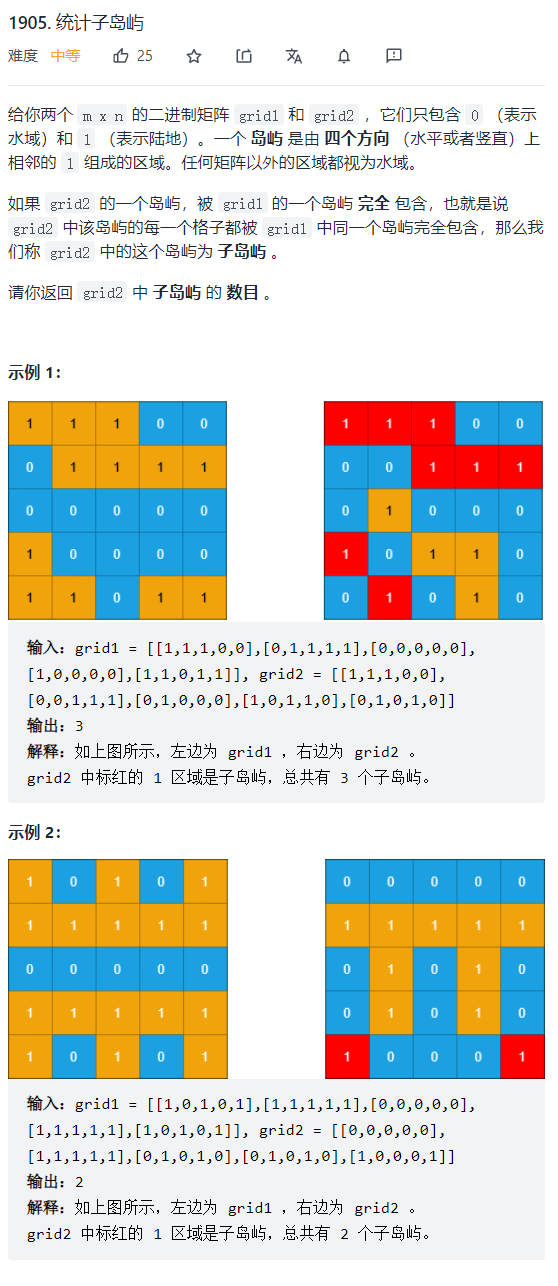 1905. 统计子岛屿
难度 中等 25
给你两个 m x n 的二进制矩阵 grid1 和 grid2 ，它们只包含 0 （表示
水域）和 1 （表示陆地）。一个 岛屿 是由 四个方向 （水平或者竖直）上
相邻的 1 组成的区域。任何矩阵以外的区域都视为水域。
如果 grid2 的一个岛屿，被 grid1 的一个岛屿 完全 包含，也就是说
grid2 中该岛屿的每一个格子都被 grid1 中同一个岛屿完全包含，那么我
们称 grid2 中的这个岛屿为 子岛屿 。
请你返回 grid2 中 子岛屿 的 数目 。
示例 1：
1 1 1 0 0 1 1 1 0 0
0 1 1 1 1 0 0 1 1 1
0 0 0 0 0 0 1 0 0 0
1 0 0 0 0 1 0 1 1 0
1 1 0 1 1 0 1 0 1 0
输入：grid1 = [[1,1,1,0,0],[0,1,1,1,1],[0,0,0,0,0],
[1,0,0,0,0],[1,1,0,1,1]], grid2 = [[1,1,1,0,0],
[0,0,1,1,1],[0,1,0,0,0],[1,0,1,1,0],[0,1,0,1,0]]
输出：3
解释：如上图所示，左边为 grid1 ，右边为 grid2 。
grid2 中标红的 1 区域是子岛屿，总共有 3 个子岛屿。
示例 2：
1 0 1 0 1 0 0 0 0 0
1 1 1 1 1 1 1 1 1 1
0 0 0 0 0 0 1 0 1 0
1 1 1 1 1 0 1 0 1 0
1 0 1 0 1 1 0 0 0 1
输入：grid1 = [[1,0,1,0,1],[1,1,1,1,1],[0,0,0,0,0],
[1,1,1,1,1],[1,0,1,0,1]], grid2 = [[0,0,0,0,0],
[1,1,1,1,1],[0,1,0,1,0],[0,1,0,1,0],[1,0,0,0,1]]
输出：2
解释：如上图所示，左边为 grid1 ，右边为 grid2 。
grid2 中标红的 1 区域是子岛屿，总共有 2 个子岛屿。